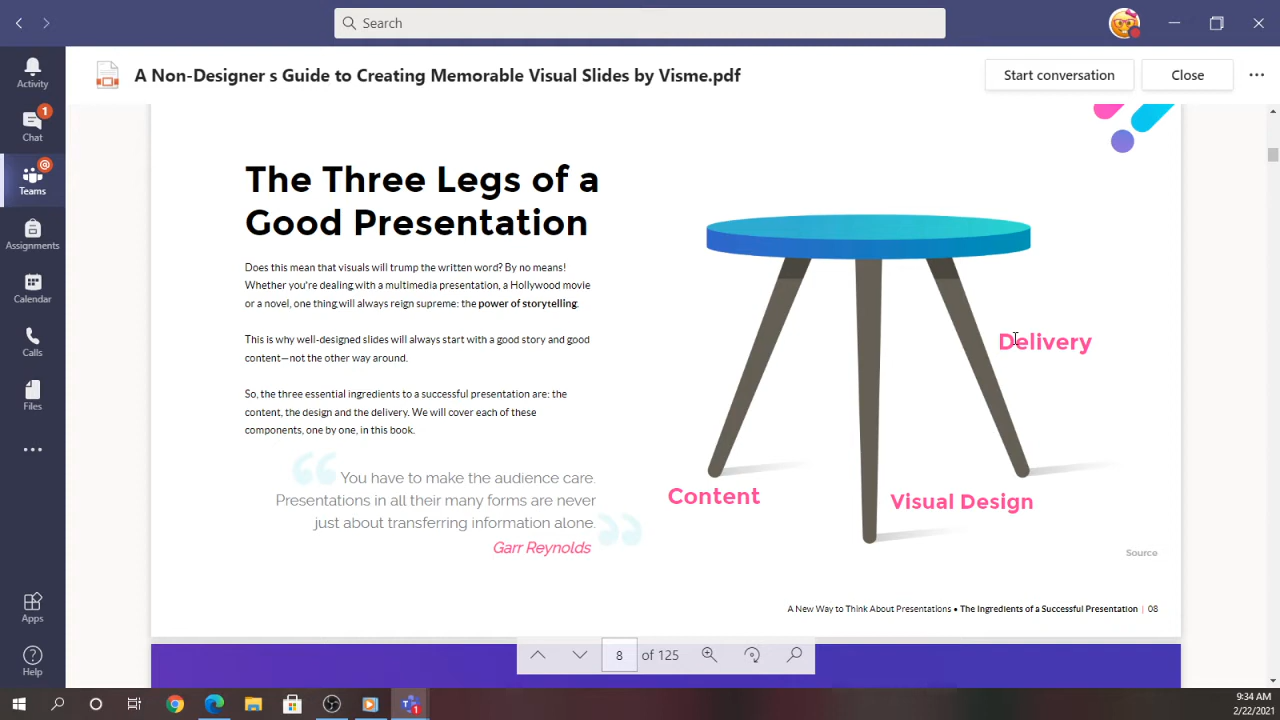 Search
A Non-Designer s Guide to Creating Memorable Visual Slides by Visme.pdf
Start conversation
Close
Activity
Chat
1
Teams
Assignments
Calendar
Calls
Files
Apps
Help
The Three Legs of a
Good Presentation
Does this mean that visuals will trump the written word? By no means!
Whether you're dealing with a multimedia presentation, a Hollywood movie
or a novel, one thing will always reign supreme: the power of storytelling.
This is why well-designed slides will always start with a good story and good
content—not the other way around.
So, the three essential ingredients to a successful presentation are: the
content, the design and the delivery. We will cover each of these
components, one by one, in this book.
“ You have to make the audience care.
Presentations in all their many forms are never
just about transferring information alone. ”
Garr Reynolds
Delivery
Content
Visual Design
Source
A New Way to Think About Presentations • The Ingredients of a Successful Presentation | 08
8 of 125
9:34 AM
2/22/2021